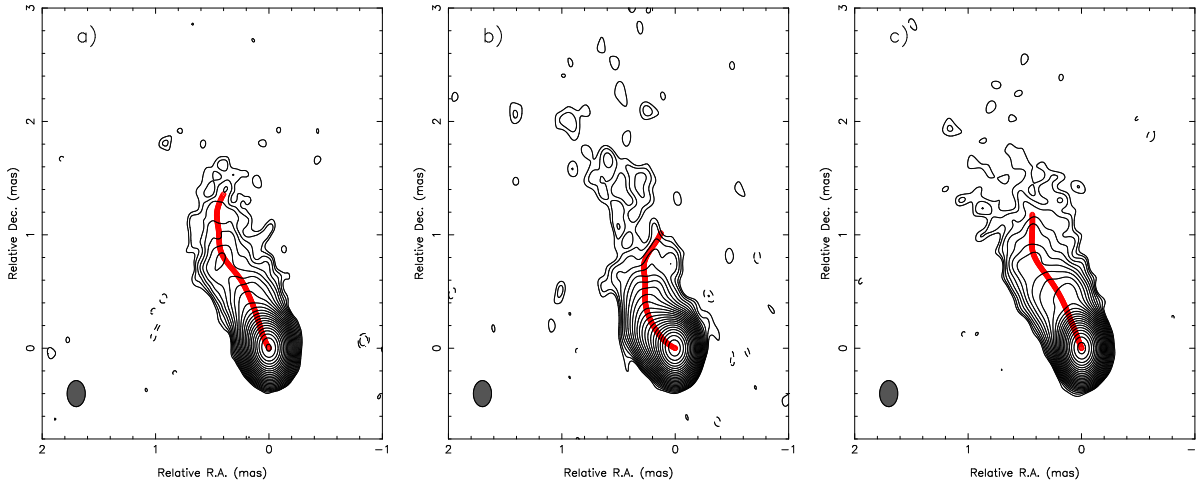 a)
3
2
1
0
Relative Dec. (mas)
2 1 0 -1
Relative R.A. (mas)
b)
3
2
1
0
Relative Dec. (mas)
2 1 0 -1
Relative R.A. (mas)
c)
3
2
1
0
Relative Dec. (mas)
2 1 0 -1
Relative R.A. (mas)